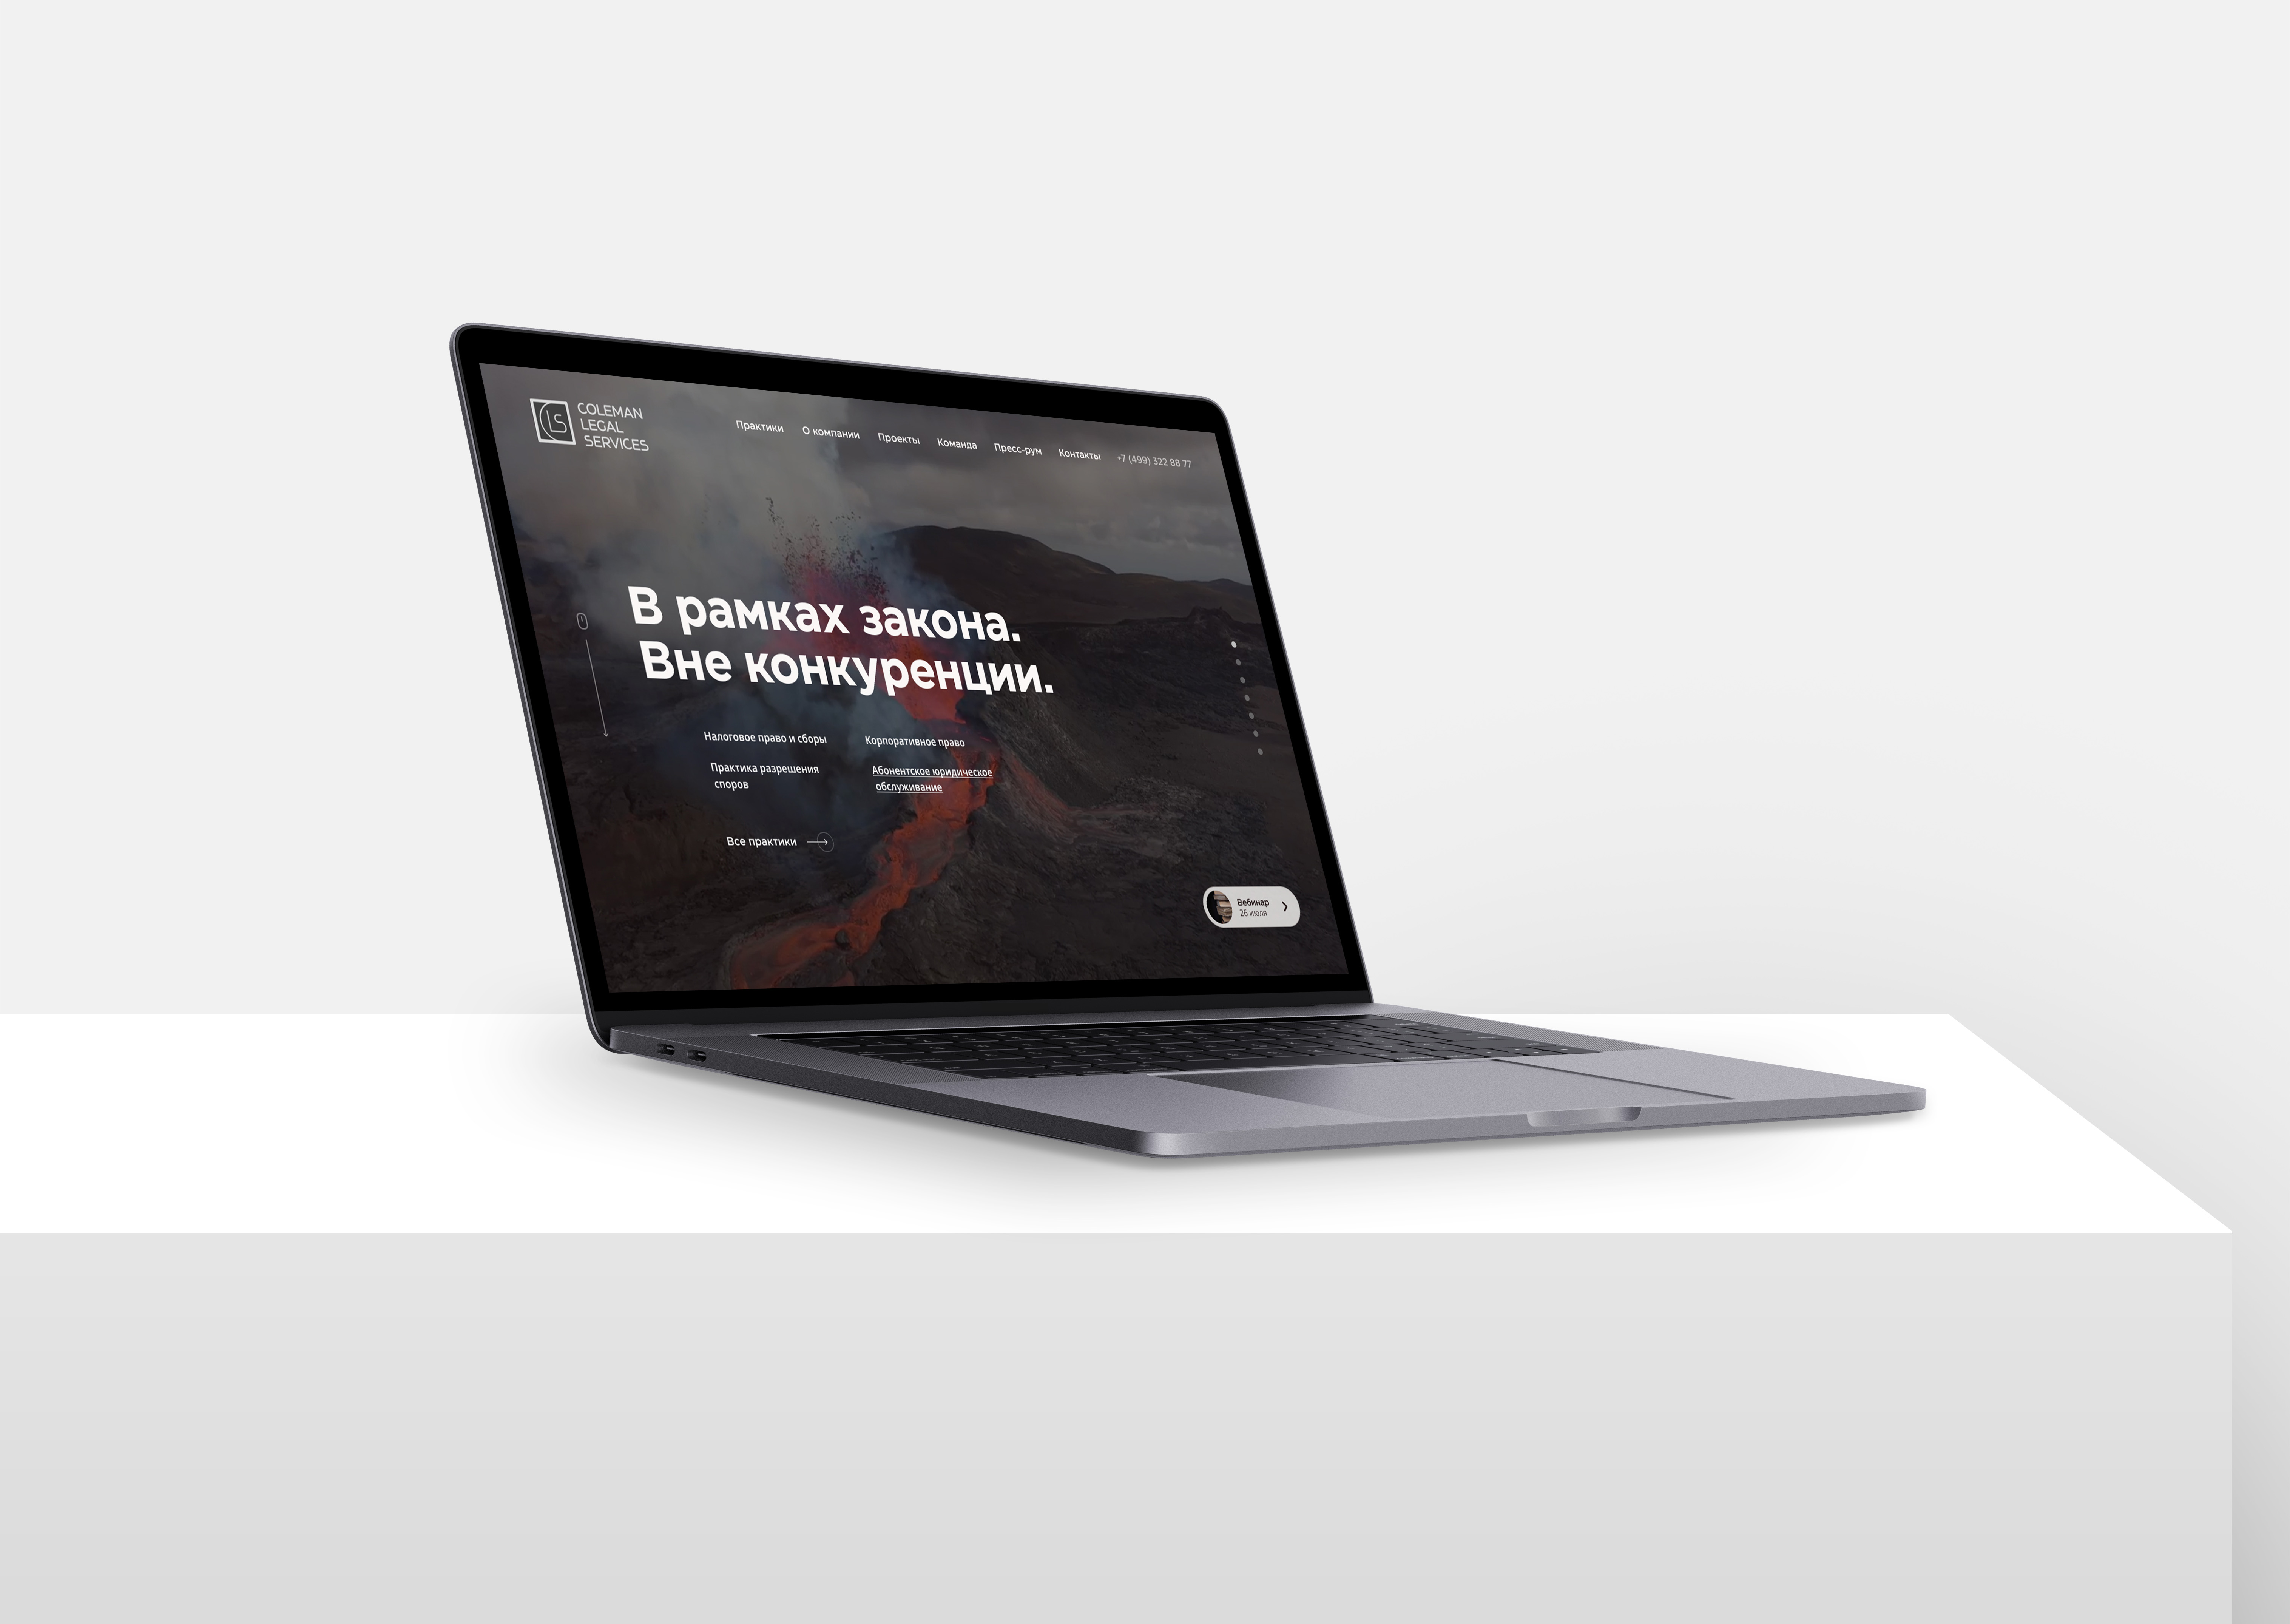 COLEMAN
LEGAL
SERVICES
Практики О компании Проекты Команда Пресс-рум Контакты +7 (499) 322 88 77
В рамках закона.
Вне конкуренции.
Налоговое право и сборы
Корпоративное право
Практика разрешения
споров
Абонентское юридическое
обслуживание
Все практики
Вебинар
26 июля